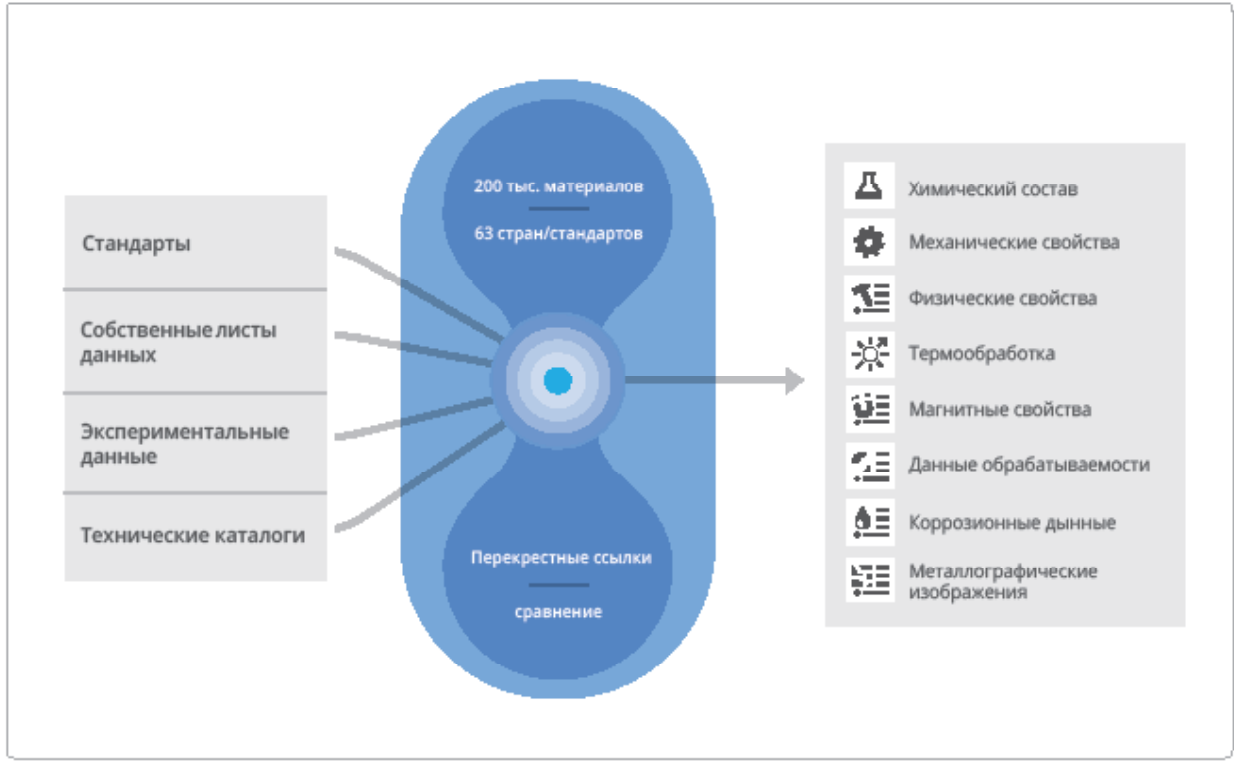 Стандарты
Собственные листы
данных
Экспериментальные
данные
Технические каталоги
200 тыс. материалов
63 стран/стандартов
Перекрестные ссылки
сравнение
Химический состав
Механические свойства
Физические свойства
Термообработка
Магнитные свойства
Данные обрабатываемости
Коррозионные дынные
Металлографические
изображения